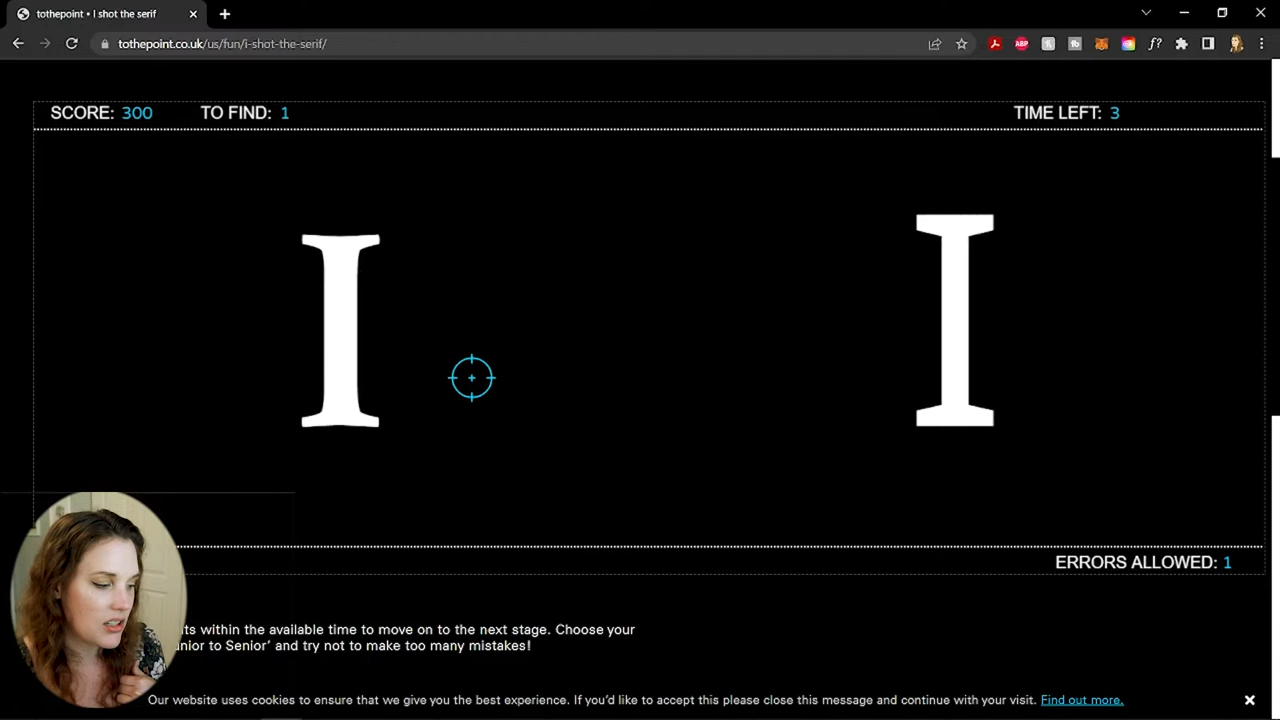 tothepoint • I shot the serif
tothepoint.co.uk/us/fun/i-shot-the-serif/
ABP
f?
SCORE: 300 TO FIND: 1 TIME LEFT: 3
I I
ERRORS ALLOWED: 1
within the available time to move on to the next stage. Choose your
to Senior' and try not to make too many mistakes!
Our website uses cookies to ensure that we give you the best experience. If you'd like to accept this please close this message and continue with your visit. Find out more.